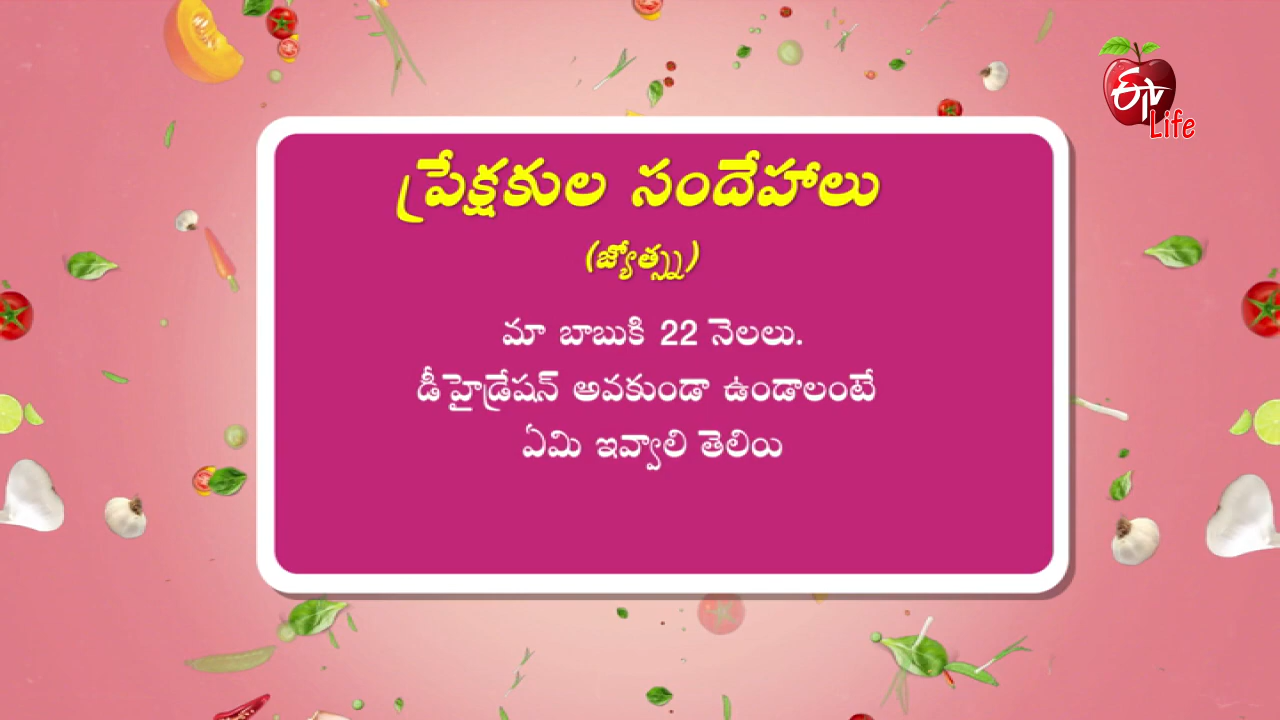 ప్రేక్షకుల సందేహాలు
(జ్యోత్స్న)
మా బాబుకి 22 నెలలు.
డీహైడ్రేషన్ అవకుండా ఉండాలంటే
ఏమి ఇవ్వాలి తెలియ
ETV
Life